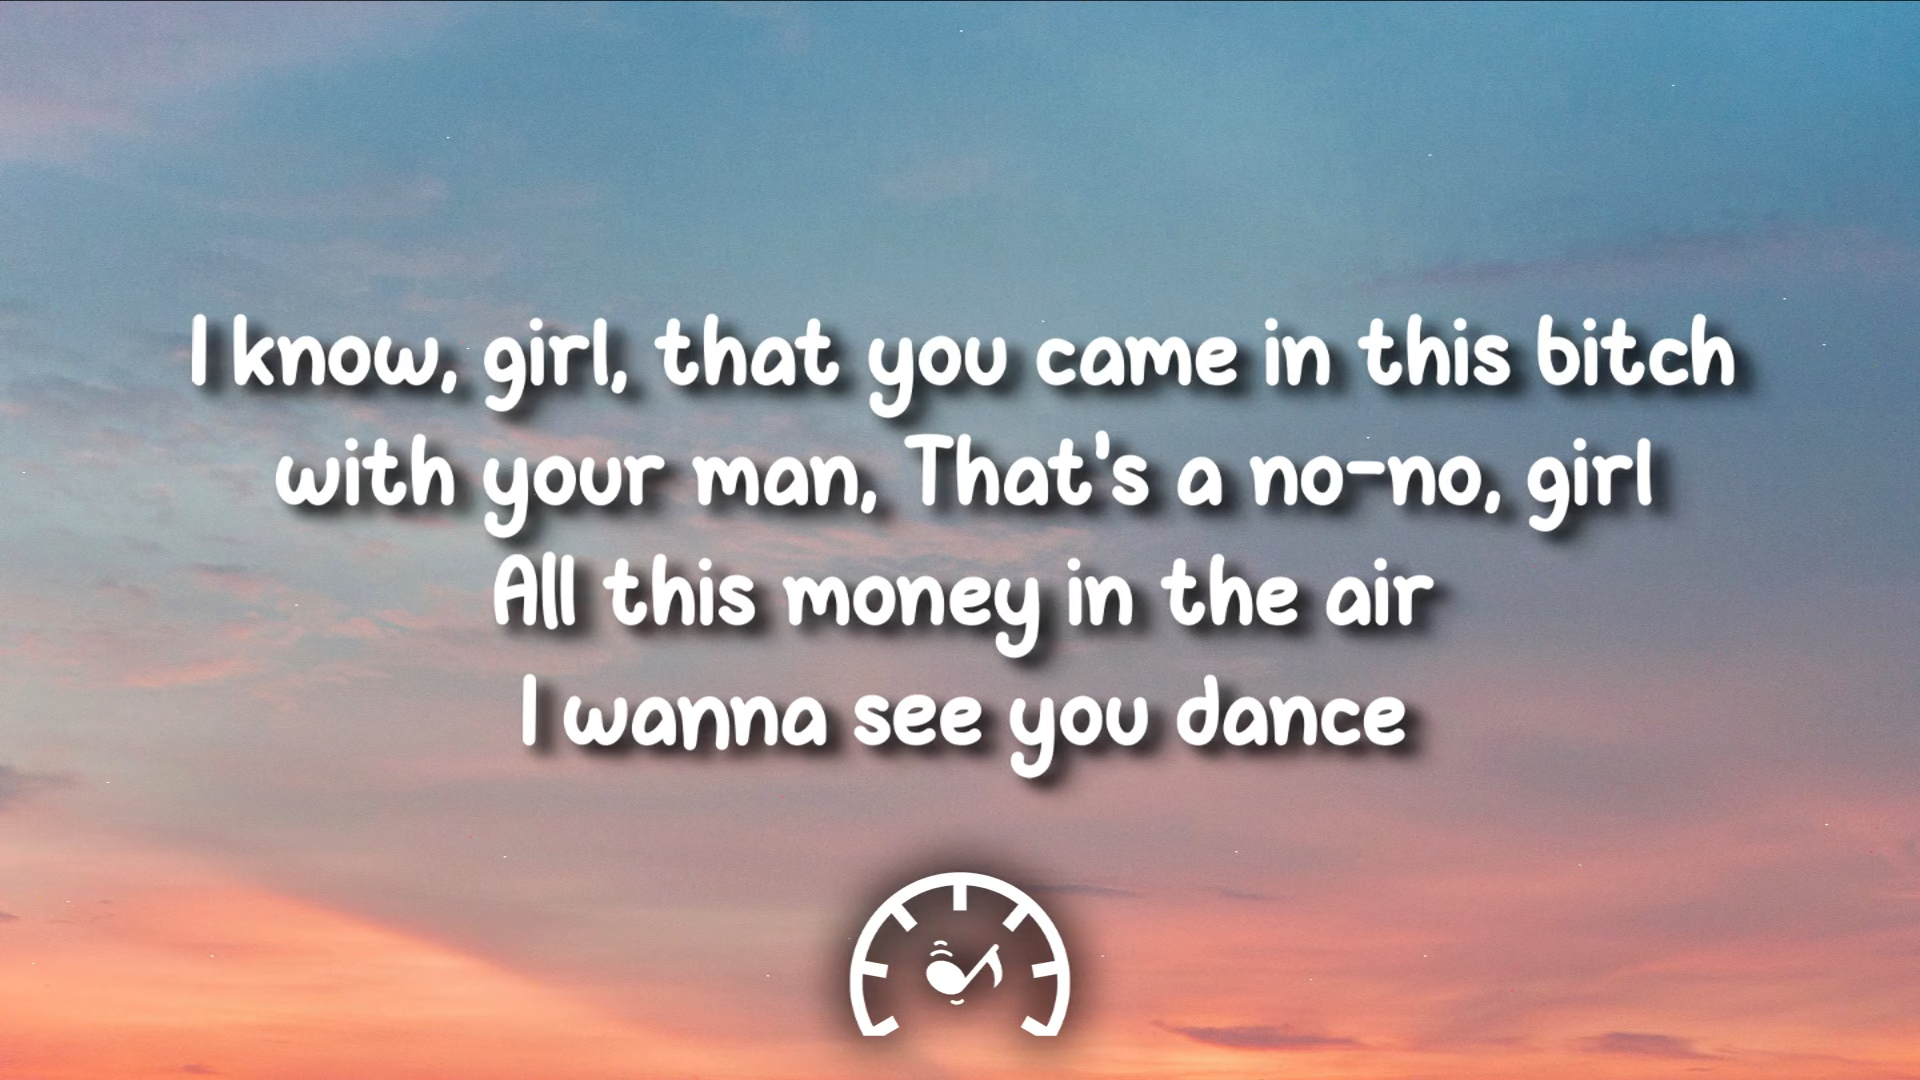 I know, girl, that you came in this bitch
with your man, That's a no-no, girl
All this money in the air
I wanna see you dance